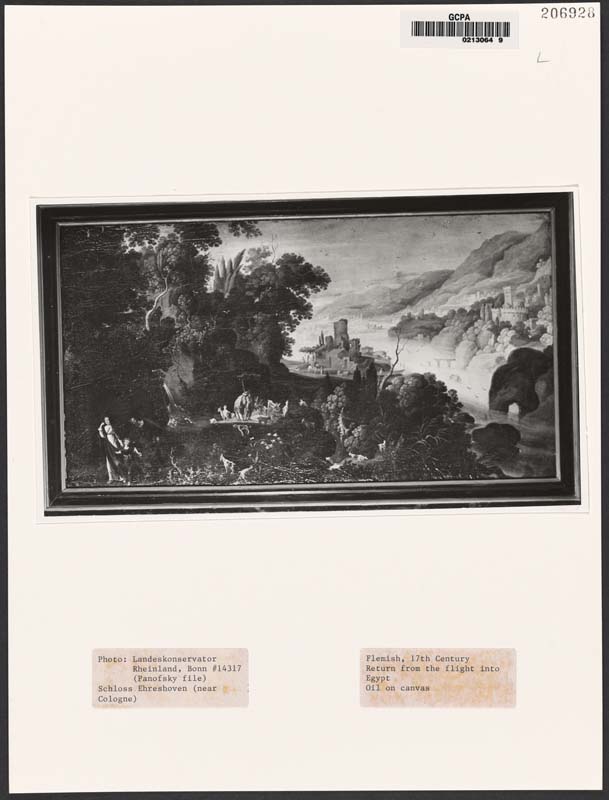 GCPA
0213064 9
206928
L
Photo: Landeskonservator
Rheinland, Bonn #14317
(Panofsky file)
Schloss Ehreshoven (near
Cologne)
Flemish, 17th Century
Return from the flight into
Egypt
Oil on canvas